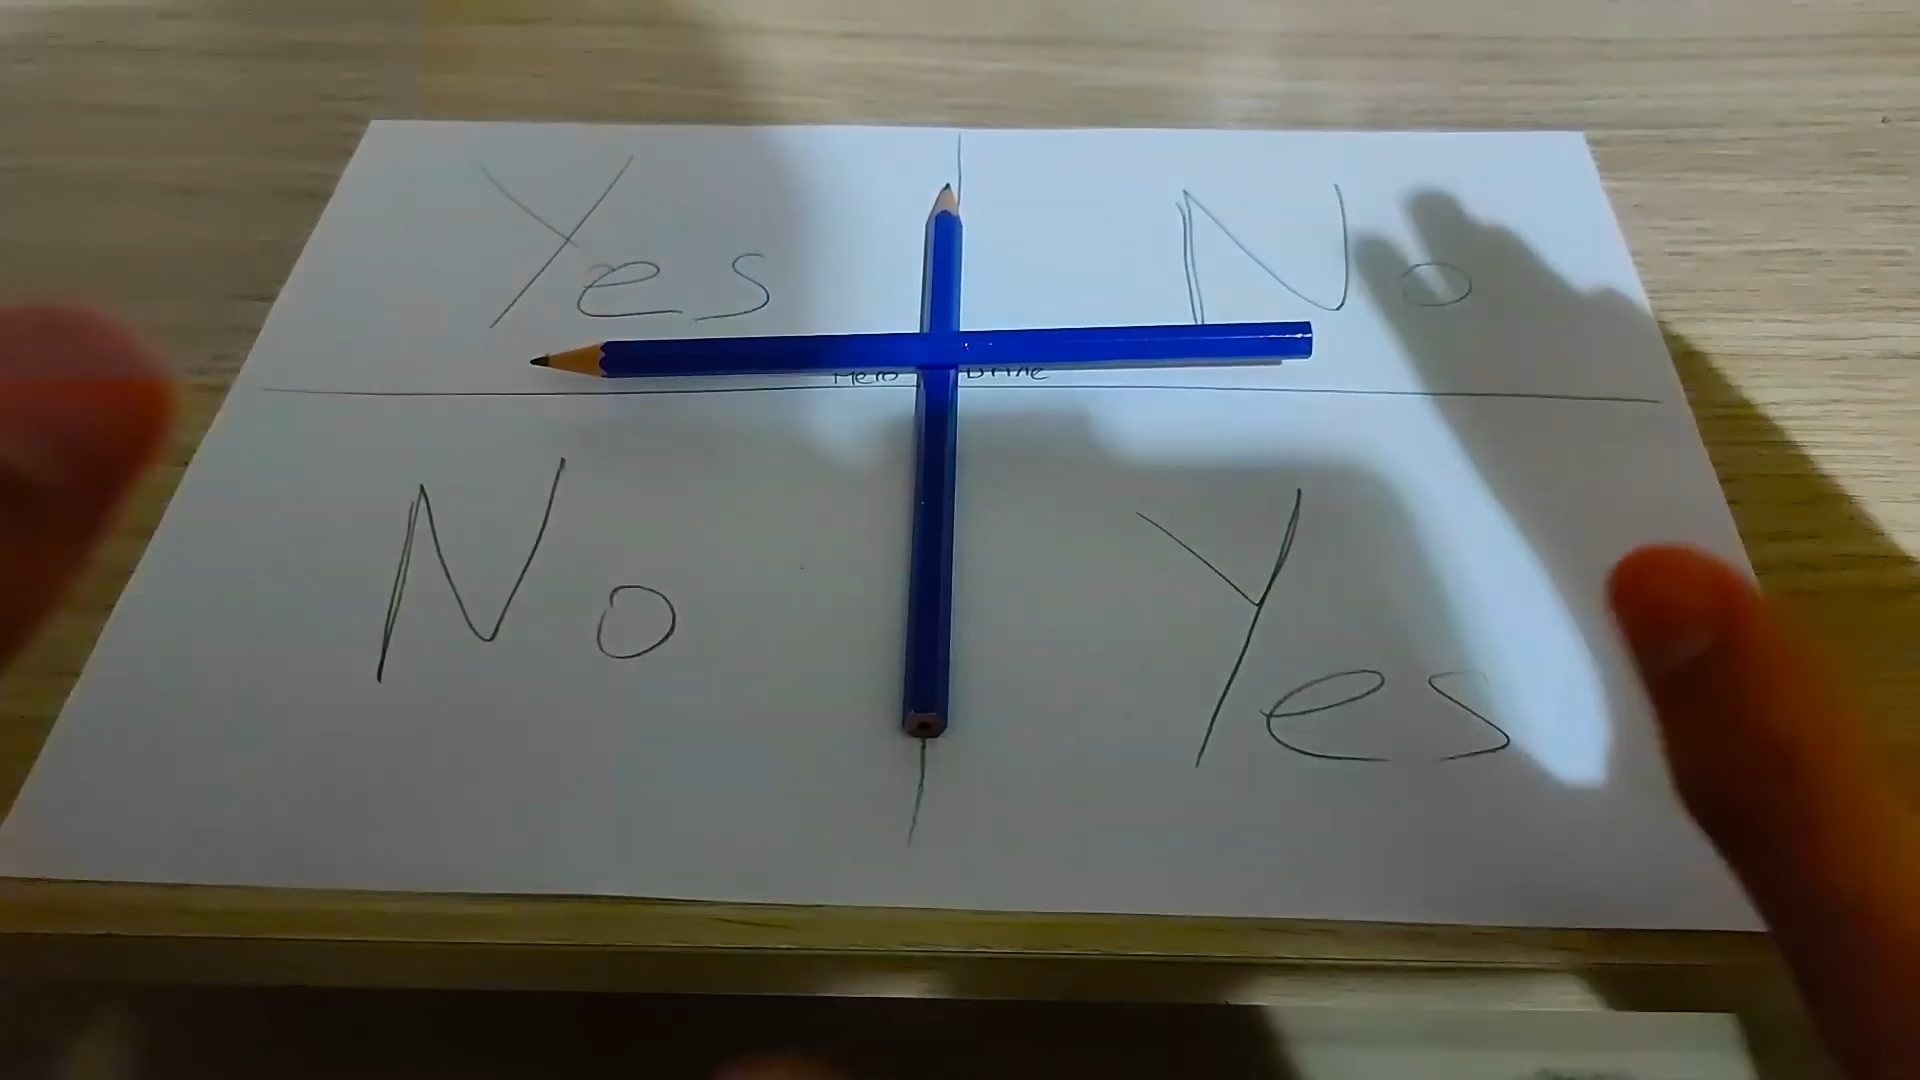 Yes No
No Yes